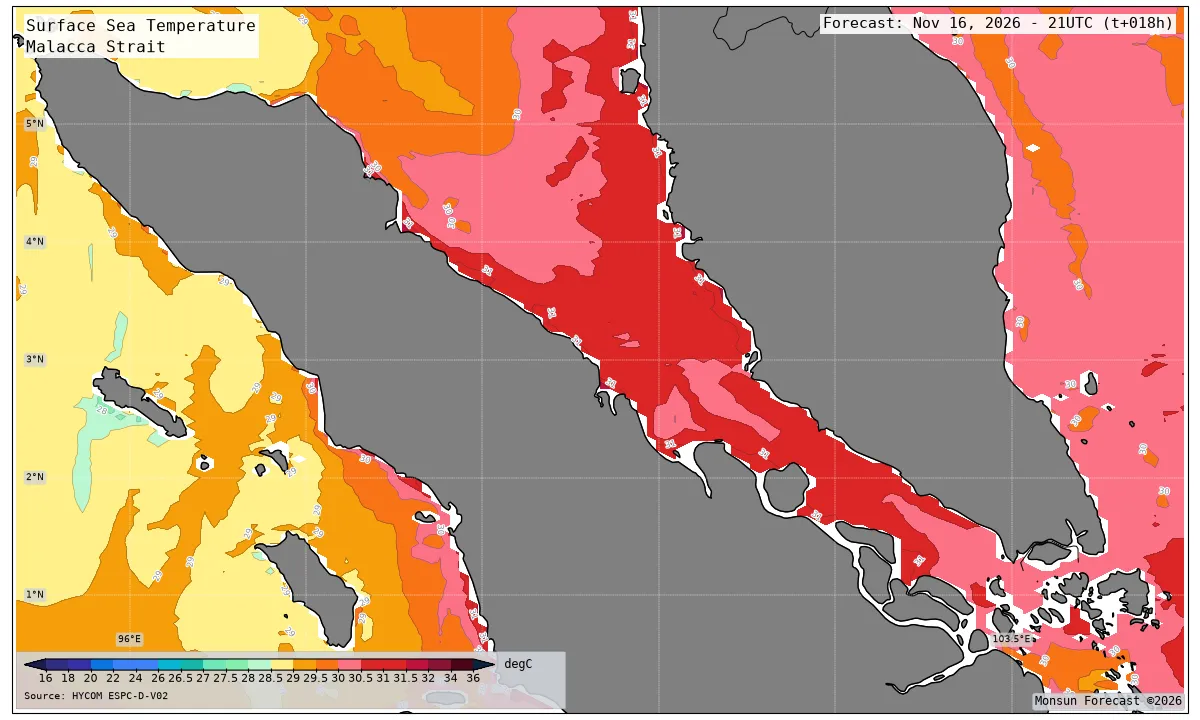 Surface Sea Temperature
Malacca Strait
Forecast: Nov 16, 2026 - 21UTC (t+018h)
5°N
4°N
3°N
2°N
1°N
96°E
103.5°E
degC
16 18 20 22 24 26 26.5 27 27.5 28 28.5 29 29.5 30 30.5 31 31.5 32 34 36
Source: HYCOM ESPC-D-V02
Monsun Forecast ©2026